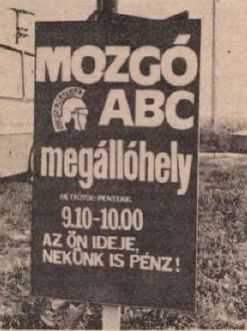 MOZGÓ
ABC
megállóhely
HÉTFŐTŐL-PÉNTEKIG
9.10-10.00
AZ ÖN IDEJE,
NEKÜNK IS PÉNZ!